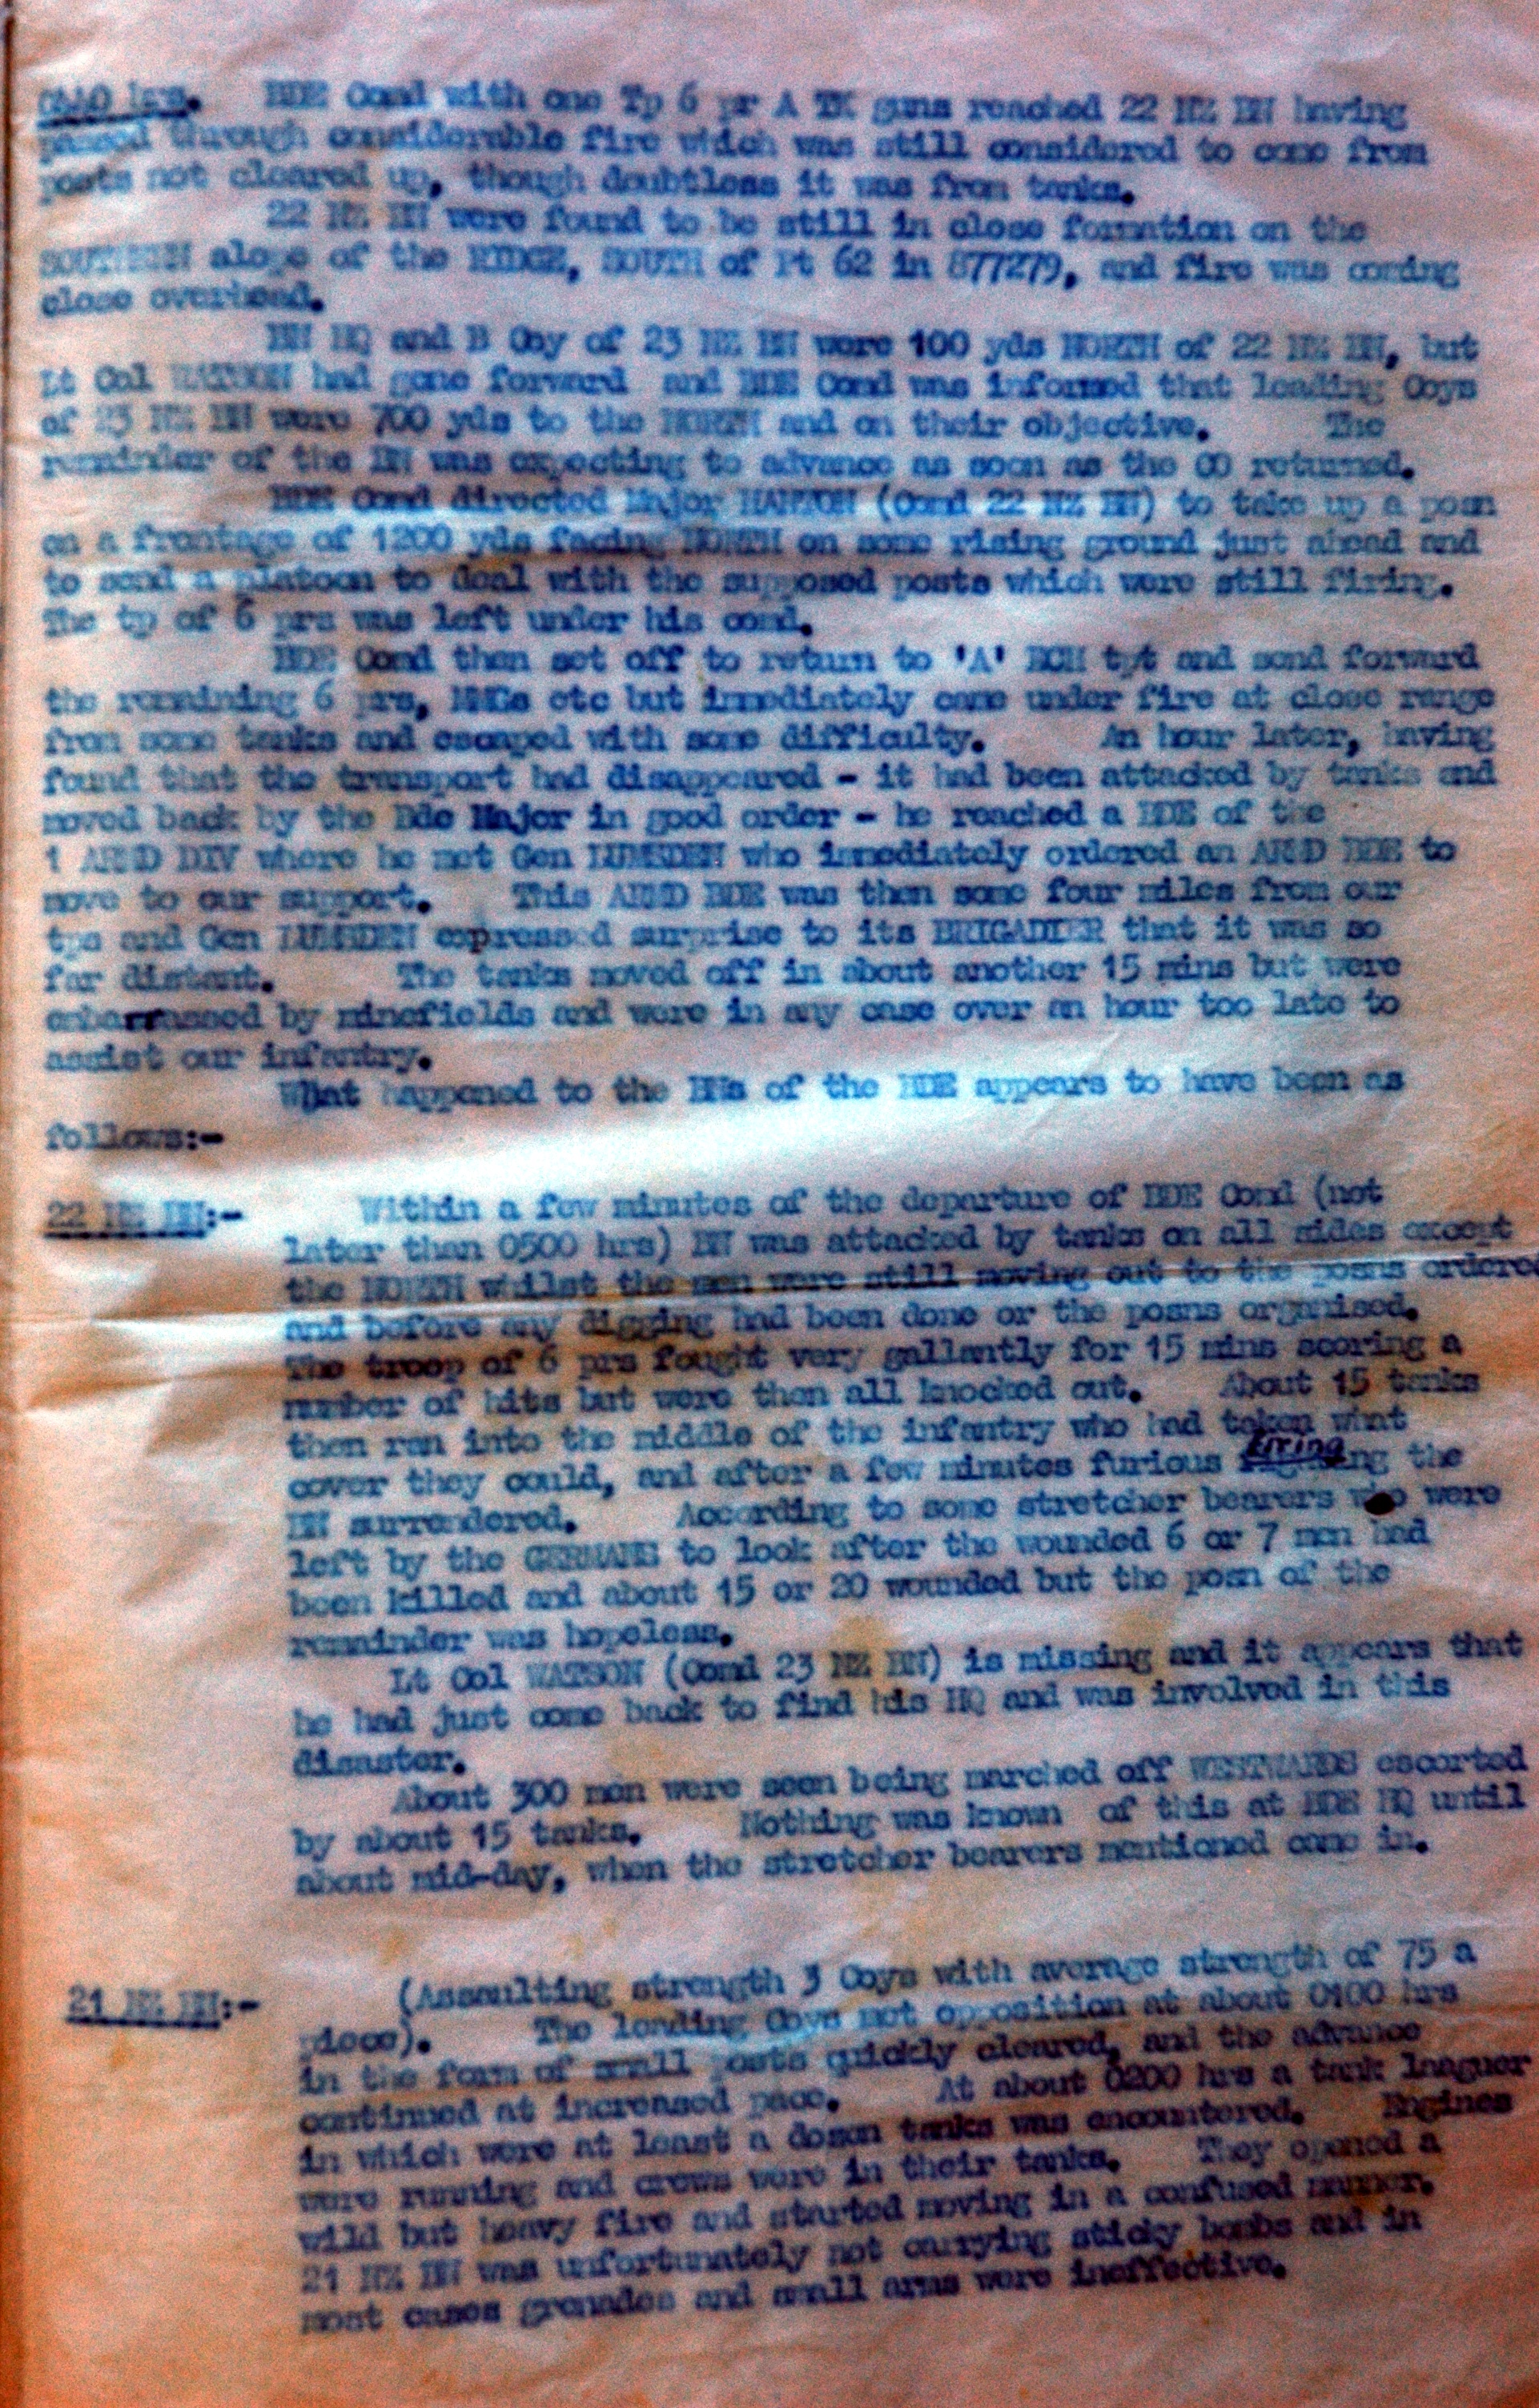 hrs. BDE Comd with one Tp 6 pr A TK guns reached 22 NZ BN having
passed through considerable fire which was still considered to come from
posts not cleared up, though doubtless it was from tanks.
22 NZ BN were found to be still in close formation on the
SOUTHERN slope of the RIDGE, SOUTH of Pt 62 in 877279, and fire was coming
close overhead.
BN HQ and B Coy of 23 NZ BN were 100 yds NORTH of 22 NZ BN, but
Lt Col WATSON had gone forward and BDE Comd was informed that leading Coys
of 23 NZ BN were 700 yds to the NORTH and on their objective. The
remainder of the BN was expecting to advance as soon as the CO returned.
BDE Comd directed Major HANTON (Comd 22 NZ BN) to take up a posn
on a frontage of 1200 yds facing NORTH on some rising ground just ahead and
to send a platoon to deal with the supposed posts which were still firing.
The tp of 6 prs was left under his comd.
BDE Comd then set off to return to 'A' ECH tpt and send forward
the remaining 6 prs, MMGs etc but immediately came under fire at close range
from some tanks and escaped with some difficulty. An hour later, having
found that the transport had disappeared - it had been attacked by tanks and
moved back by the Bde Major in good order - he reached a BDE of the
1 ARMD DIV where he met Gen LUMSDEN who immediately ordered an ARMD BDE to
move to our support. This ARMD BDE was then some four miles from our
tps and Gen LUMSDEN expressed surprise to its BRIGADIER that it was so
far distant. The tanks moved off in about another 15 mins but were
embarrassed by minefields and were in any case over an hour too late to
assist our infantry.
What happened to the BNs of the BDE appears to have been as
follows:-
22 NZ BN:- Within a few minutes of the departure of BDE Comd (not
later than 0500 hrs) BN was attacked by tanks on all sides except
the NORTH whilst the men were still moving out to the posns ordered
and before any digging had been done or the posns organised.
The troop of 6 prs fought very gallantly for 15 mins scoring a
number of hits but were then all knocked out. About 15 tanks
then ran into the middle of the infantry who had taken what
cover they could, and after a few minutes furious firing the
BN surrendered. According to some stretcher bearers who were
left by the GERMANS to look after the wounded 6 or 7 men had
been killed and about 15 or 20 wounded but the posn of the
remainder was hopeless.
Lt Col WATSON (Comd 23 NZ BN) is missing and it appears that
he had just come back to find his HQ and was involved in this
disaster.
About 300 men were seen being marched off WESTWARDS escorted
by about 15 tanks. Nothing was known of this at BDE HQ until
about mid-day, when the stretcher bearers mentioned came in.
21 NZ BN:- (Assaulting strength 3 Coys with average strength of 75 a
piece). The leading Coys met opposition at about 0100 hrs
in the form of small posts quickly cleared, and the advance
continued at increased pace. At about 0200 hrs a tank leaguer
in which were at least a dozen tanks was encountered. Engines
were running and crews were in their tanks. They opened a
wild but heavy fire and started moving in a confused manner.
21 NZ BN was unfortunately not carrying sticky bombs and in
most cases grenades and small arms were ineffective.